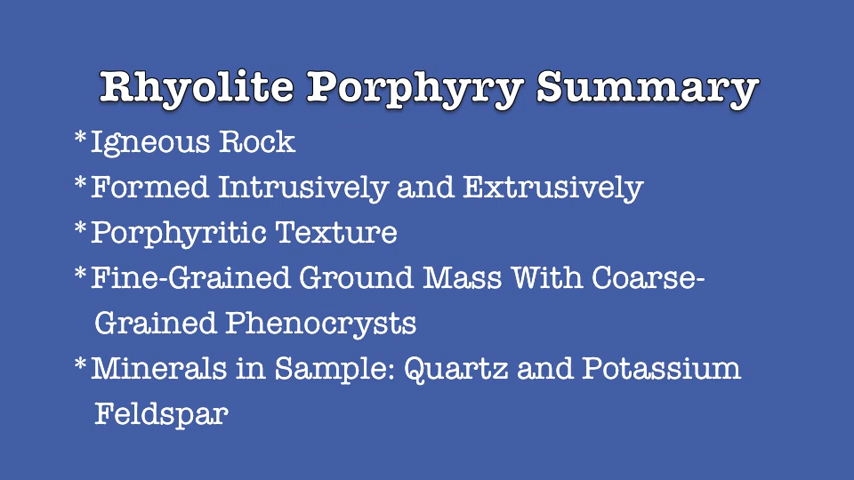 Rhyolite Porphyry Summary
*Igneous Rock
*Formed Intrusively and Extrusively
*Porphyritic Texture
*Fine-Grained Ground Mass With Coarse-
Grained Phenocrysts
*Minerals in Sample: Quartz and Potassium
Feldspar